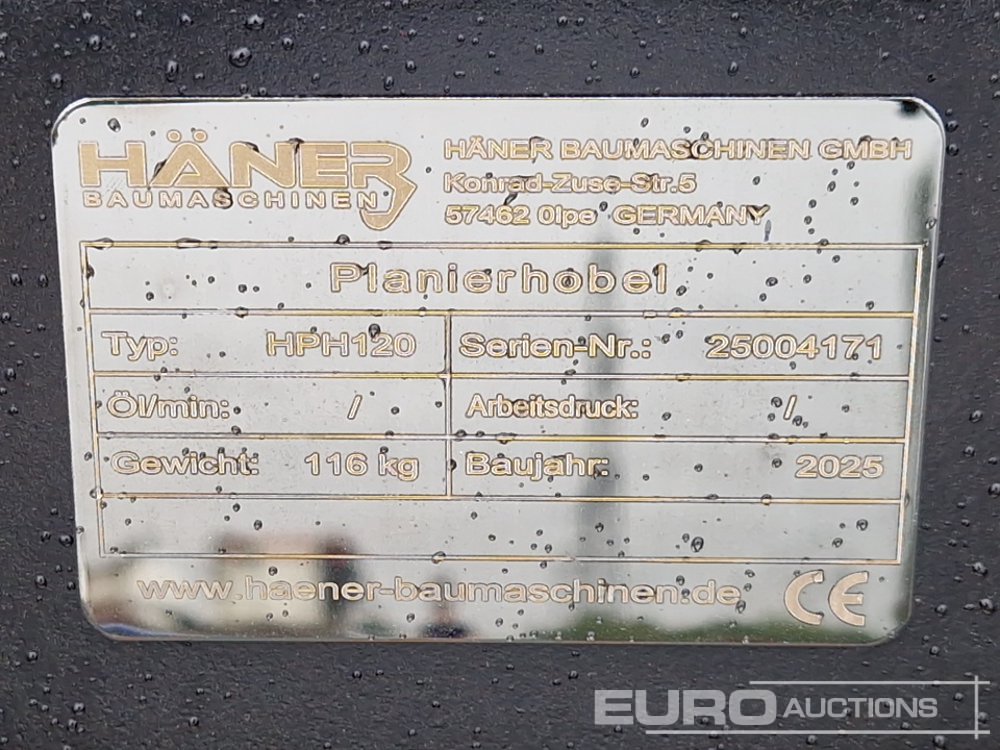 HÄNER
BAUMASCHINEN
HÄNER BAUMASCHINEN GMBH
Konrad-Zuse-Str.5
57462 Olpe GERMANY
Planierhobel
Typ: HPH120 Serien-Nr.: 25004171
Öl/min: / Arbeitsdruck: /
Gewicht: 116 kg Baujahr: 2025
www.haener-baumaschinen.de CE
EURO AUCTIONS